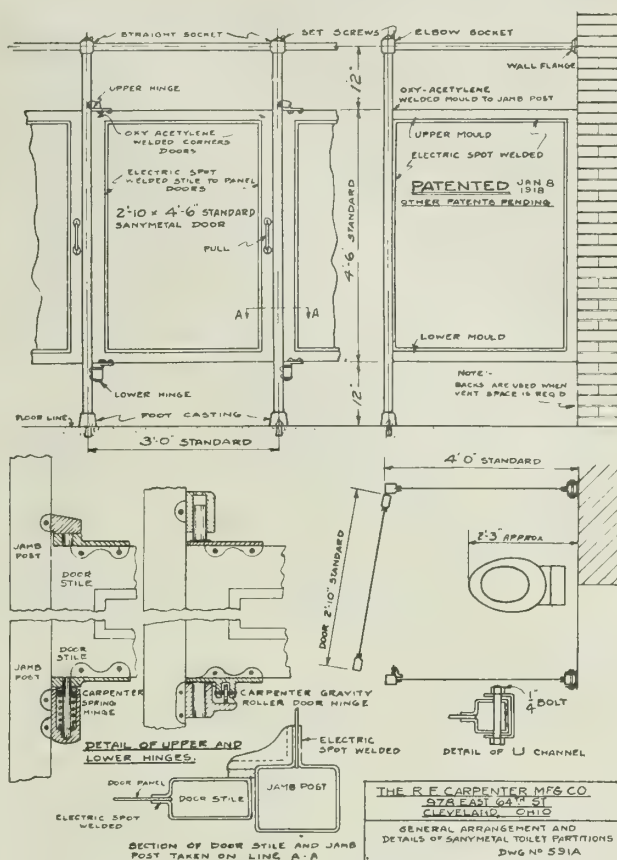 STRAIGHT SOCKET
SET SCREWS
ELBOW SOCKET
WALL FLANGE
12"
UPPER HINGE
OXY-ACETYLENE
WELDED MOULD TO JAMB POST
OXY ACETYLENE
WELDED CORNERS
DOORS
UPPER MOULD
ELECTRIC SPOT WELDED
ELECTRIC SPOT
WELDED STILE TO PANEL
DOORS
PATENTED JAN 8
1918
OTHER PATENTS PENDING
2'-10 x 4'-6" STANDARD
SANYMETAL DOOR
PULL
4'-6" STANDARD
A
A
LOWER MOULD
LOWER HINGE
12"
NOTE:-
BACKS ARE USED WHEN
VENT SPACE IS REQ'D
FLOOR LINE
FOOT CASTING
3'-0" STANDARD
4'-0" STANDARD
2'-3" APPROX
DOOR 2'-10" STANDARD
JAMB
POST
DOOR
STILE
JAMB
POST
DOOR
STILE
CARPENTER
SPRING
HINGE
CARPENTER GRAVITY
ROLLER DOOR HINGE
1/4" BOLT
DETAIL OF U CHANNEL
DETAIL OF UPPER AND
LOWER HINGES.
ELECTRIC
SPOT WELDED
DOOR PANEL
DOOR STILE
JAMB POST
ELECTRIC SPOT
WELDED
SECTION OF DOOR STILE AND JAMB
POST TAKEN ON LINE A-A
THE R F CARPENTER MFG CO
978 EAST 64TH ST
CLEVELAND, OHIO
GENERAL ARRANGEMENT AND
DETAILS OF SANYMETAL TOILET PARTITIONS
DWG Nº 591A